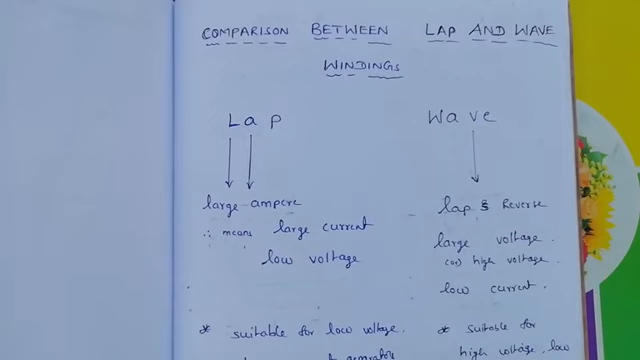 COMPARISON BETWEEN LAP AND WAVE
WINDINGS
Lap
large ampere
∴ means large current
low voltage
* suitable for low voltage.
generators
Wave
lap & Reverse
large voltage.
(or) high voltage.
low current.
* suitable for
high voltage, low